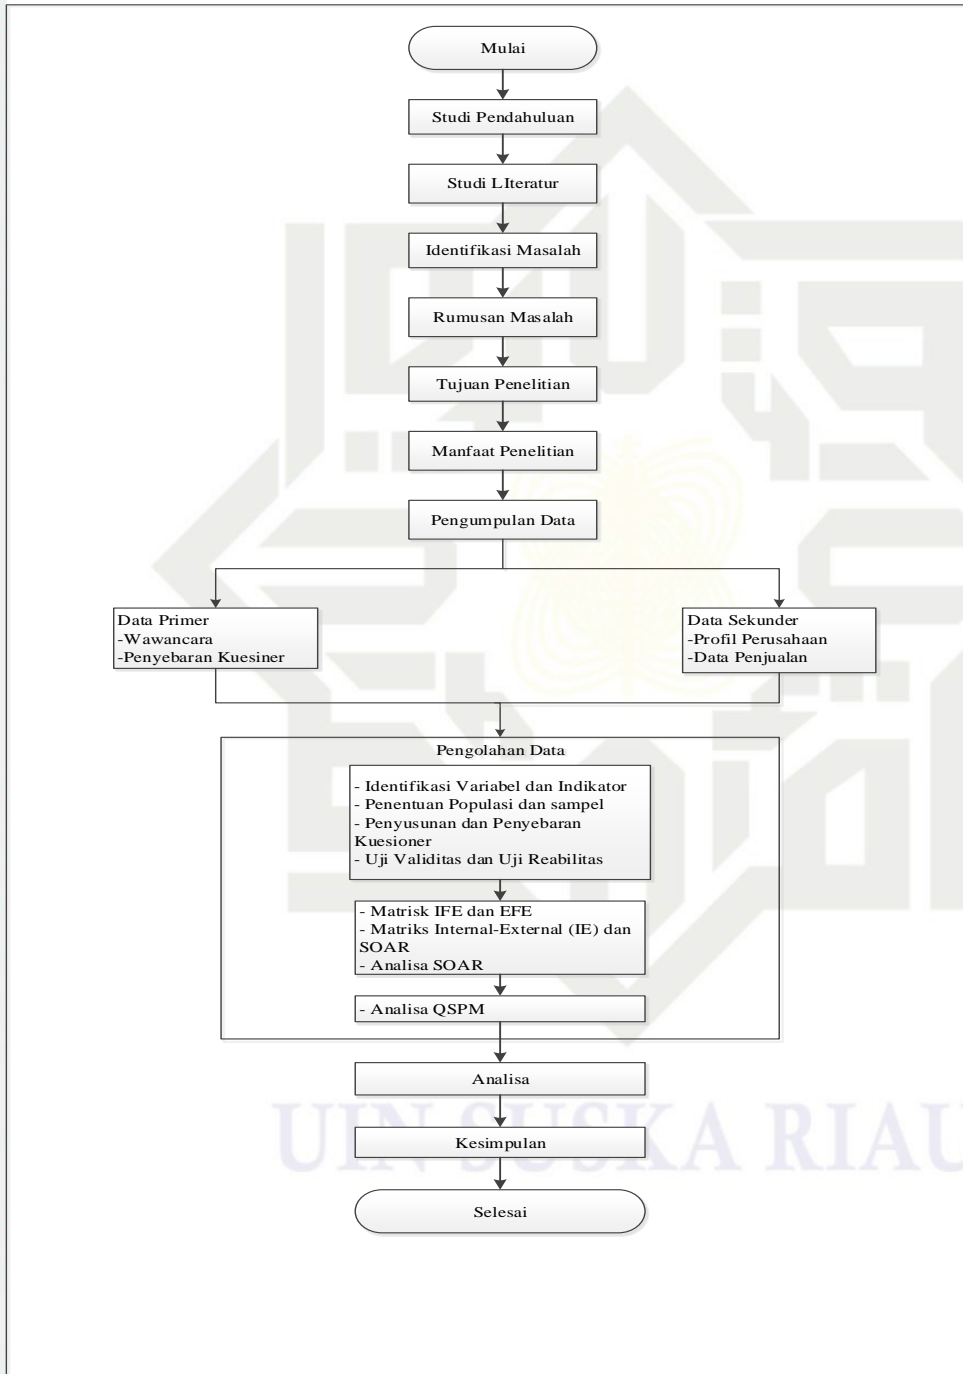 Mulai
Studi Pendahuluan
Studi LIteratur
Identifikasi Masalah
Rumusan Masalah
Tujuan Penelitian
Manfaat Penelitian
Pengumpulan Data
Data Primer
-Wawancara
-Penyebaran Kuesiner
Data Sekunder
-Profil Perusahaan
-Data Penjualan
Pengolahan Data
- Identifikasi Variabel dan Indikator
- Penentuan Populasi dan sampel
- Penyusunan dan Penyebaran
Kuesioner
- Uji Validitas dan Uji Reabilitas
- Matrisk IFE dan EFE
- Matriks Internal-External (IE) dan
SOAR
- Analisa SOAR
- Analisa QSPM
Analisa
Kesimpulan
UIN SUSKA RIAU
Selesai